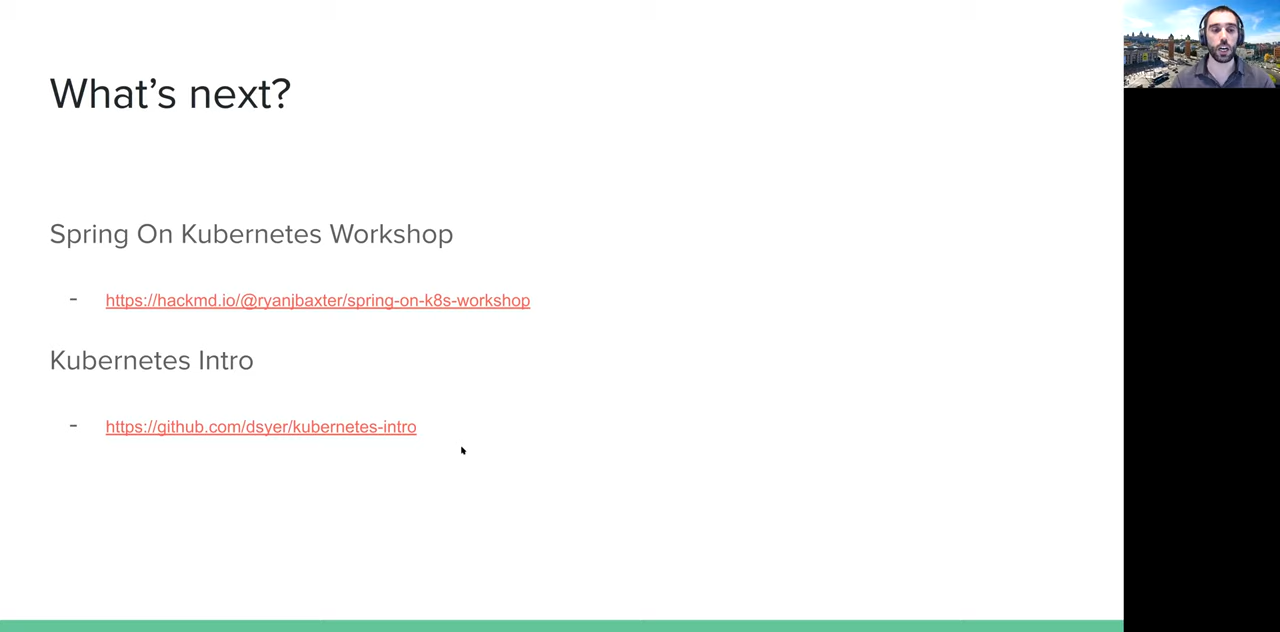 What's next?
Spring On Kubernetes Workshop
- https://hackmd.io/@ryanjbaxter/spring-on-k8s-workshop
Kubernetes Intro
- https://github.com/dsyer/kubernetes-intro